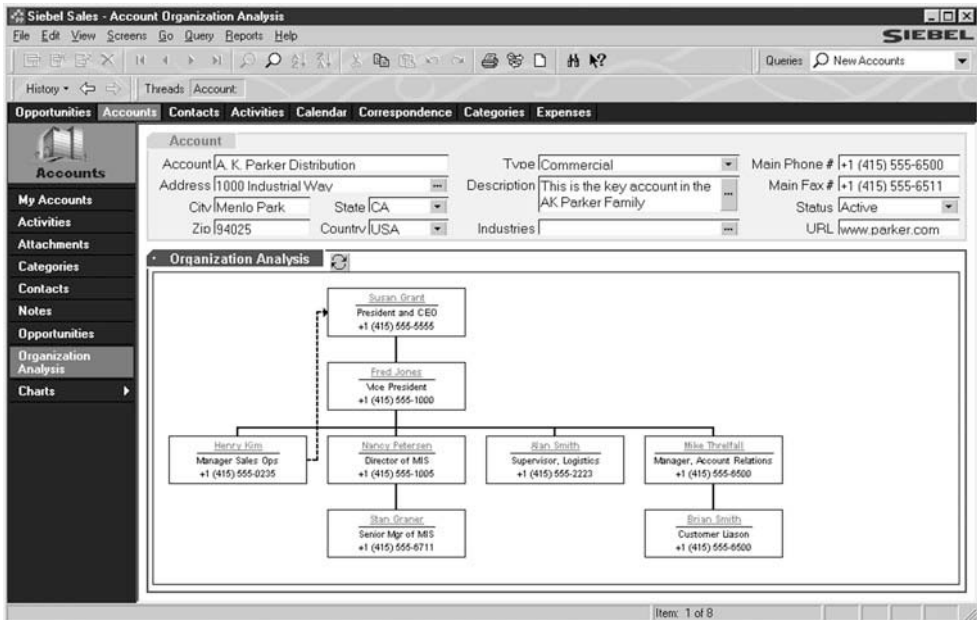 Siebel Sales - Account Organization Analysis
File Edit View Screens Go Query Reports Help
SIEBEL
Queries New Accounts
History Threads Account:
Opportunities Accounts Contacts Activities Calendar Correspondence Categories Expenses
Accounts
My Accounts
Activities
Attachments
Categories
Contacts
Notes
Opportunities
Organization
Analysis
Charts
Account
Account A. K. Parker Distribution Type Commercial Main Phone # +1 (415) 555-6500
Address 1000 Industrial Way Description This is the key account in the Main Fax # +1 (415) 555-6511
AK Parker Family
City Menlo Park State CA Status Active
Zip 94025 Country USA Industries URL www.parker.com
Organization Analysis
Susan Grant
President and CEO
+1 (415) 555-5555
Fred Jones
Vice President
+1 (415) 555-1000
Henry Kim
Manager Sales Ops
+1 (415) 555-0235
Nancy Petersen
Director of MIS
+1 (415) 555-1005
Alan Smith
Supervisor, Logistics
+1 (415) 555-2223
Mike Threlfall
Manager, Account Relations
+1 (415) 555-6500
Stan Graner
Senior Mgr of MIS
+1 (415) 555-6711
Brian Smith
Customer Liason
+1 (415) 555-6500
Item: 1 of 8